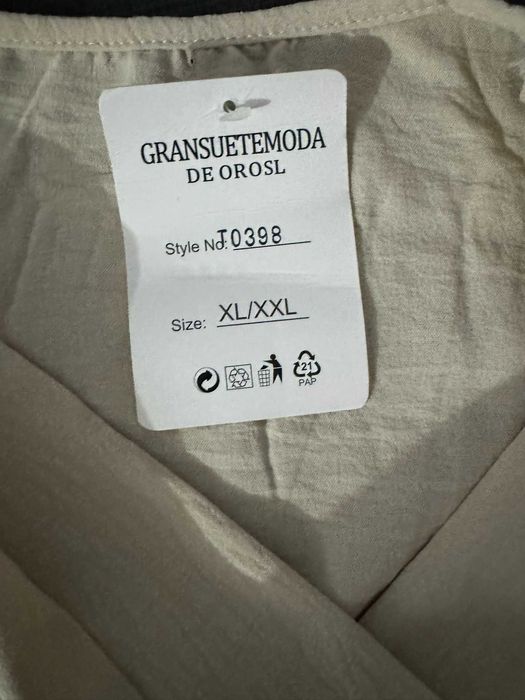 GRANSUETEMODA
DE OROSL
Style No: T0398
Size: XL/XXL
21
PAP